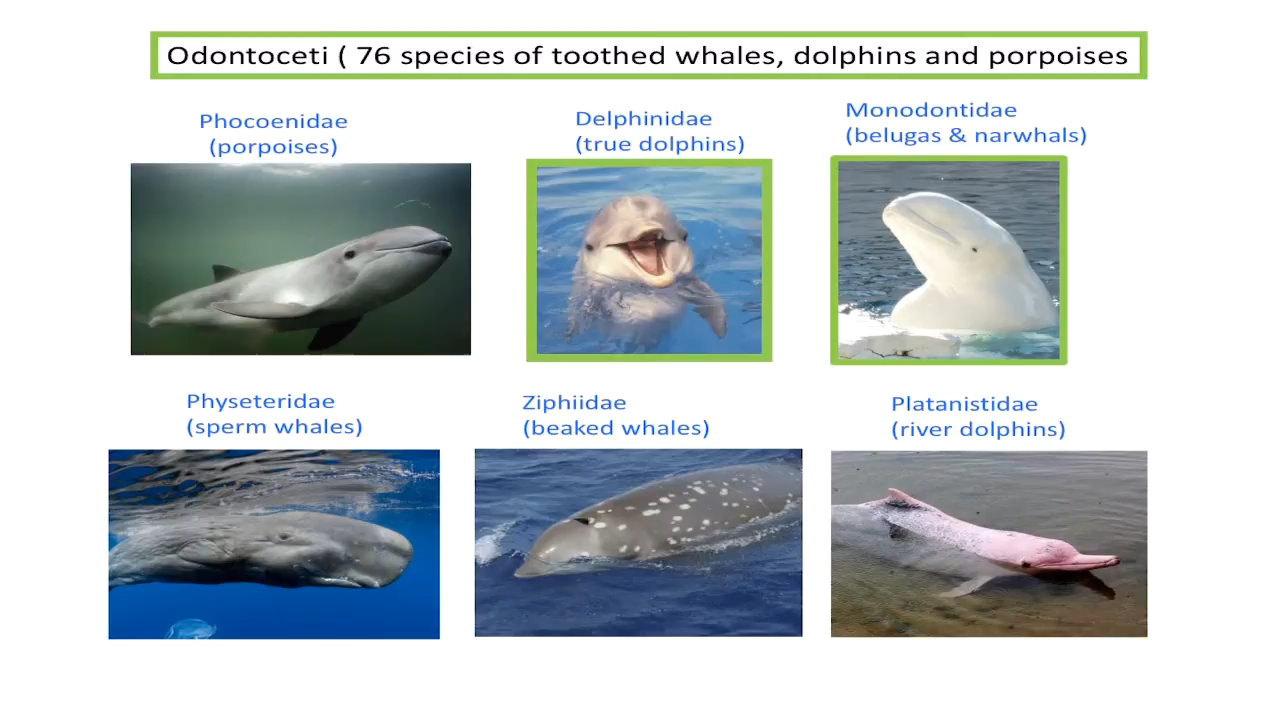 Odontoceti ( 76 species of toothed whales, dolphins and porpoises
Phocoenidae
(porpoises)
Delphinidae
(true dolphins)
Monodontidae
(belugas & narwhals)
Physeteridae
(sperm whales)
Ziphiidae
(beaked whales)
Platanistidae
(river dolphins)